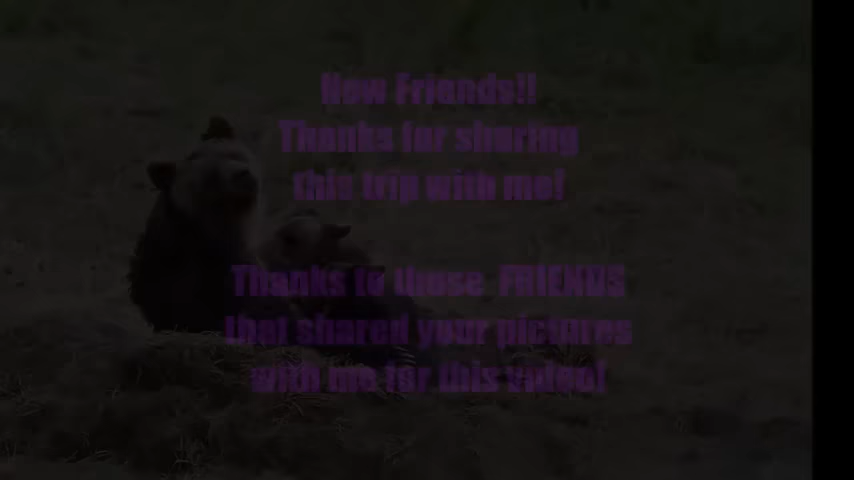 New Friends!!
Thanks for sharing
this trip with me!
Thanks to those FRIENDS
that shared your pictures
with me for this video!